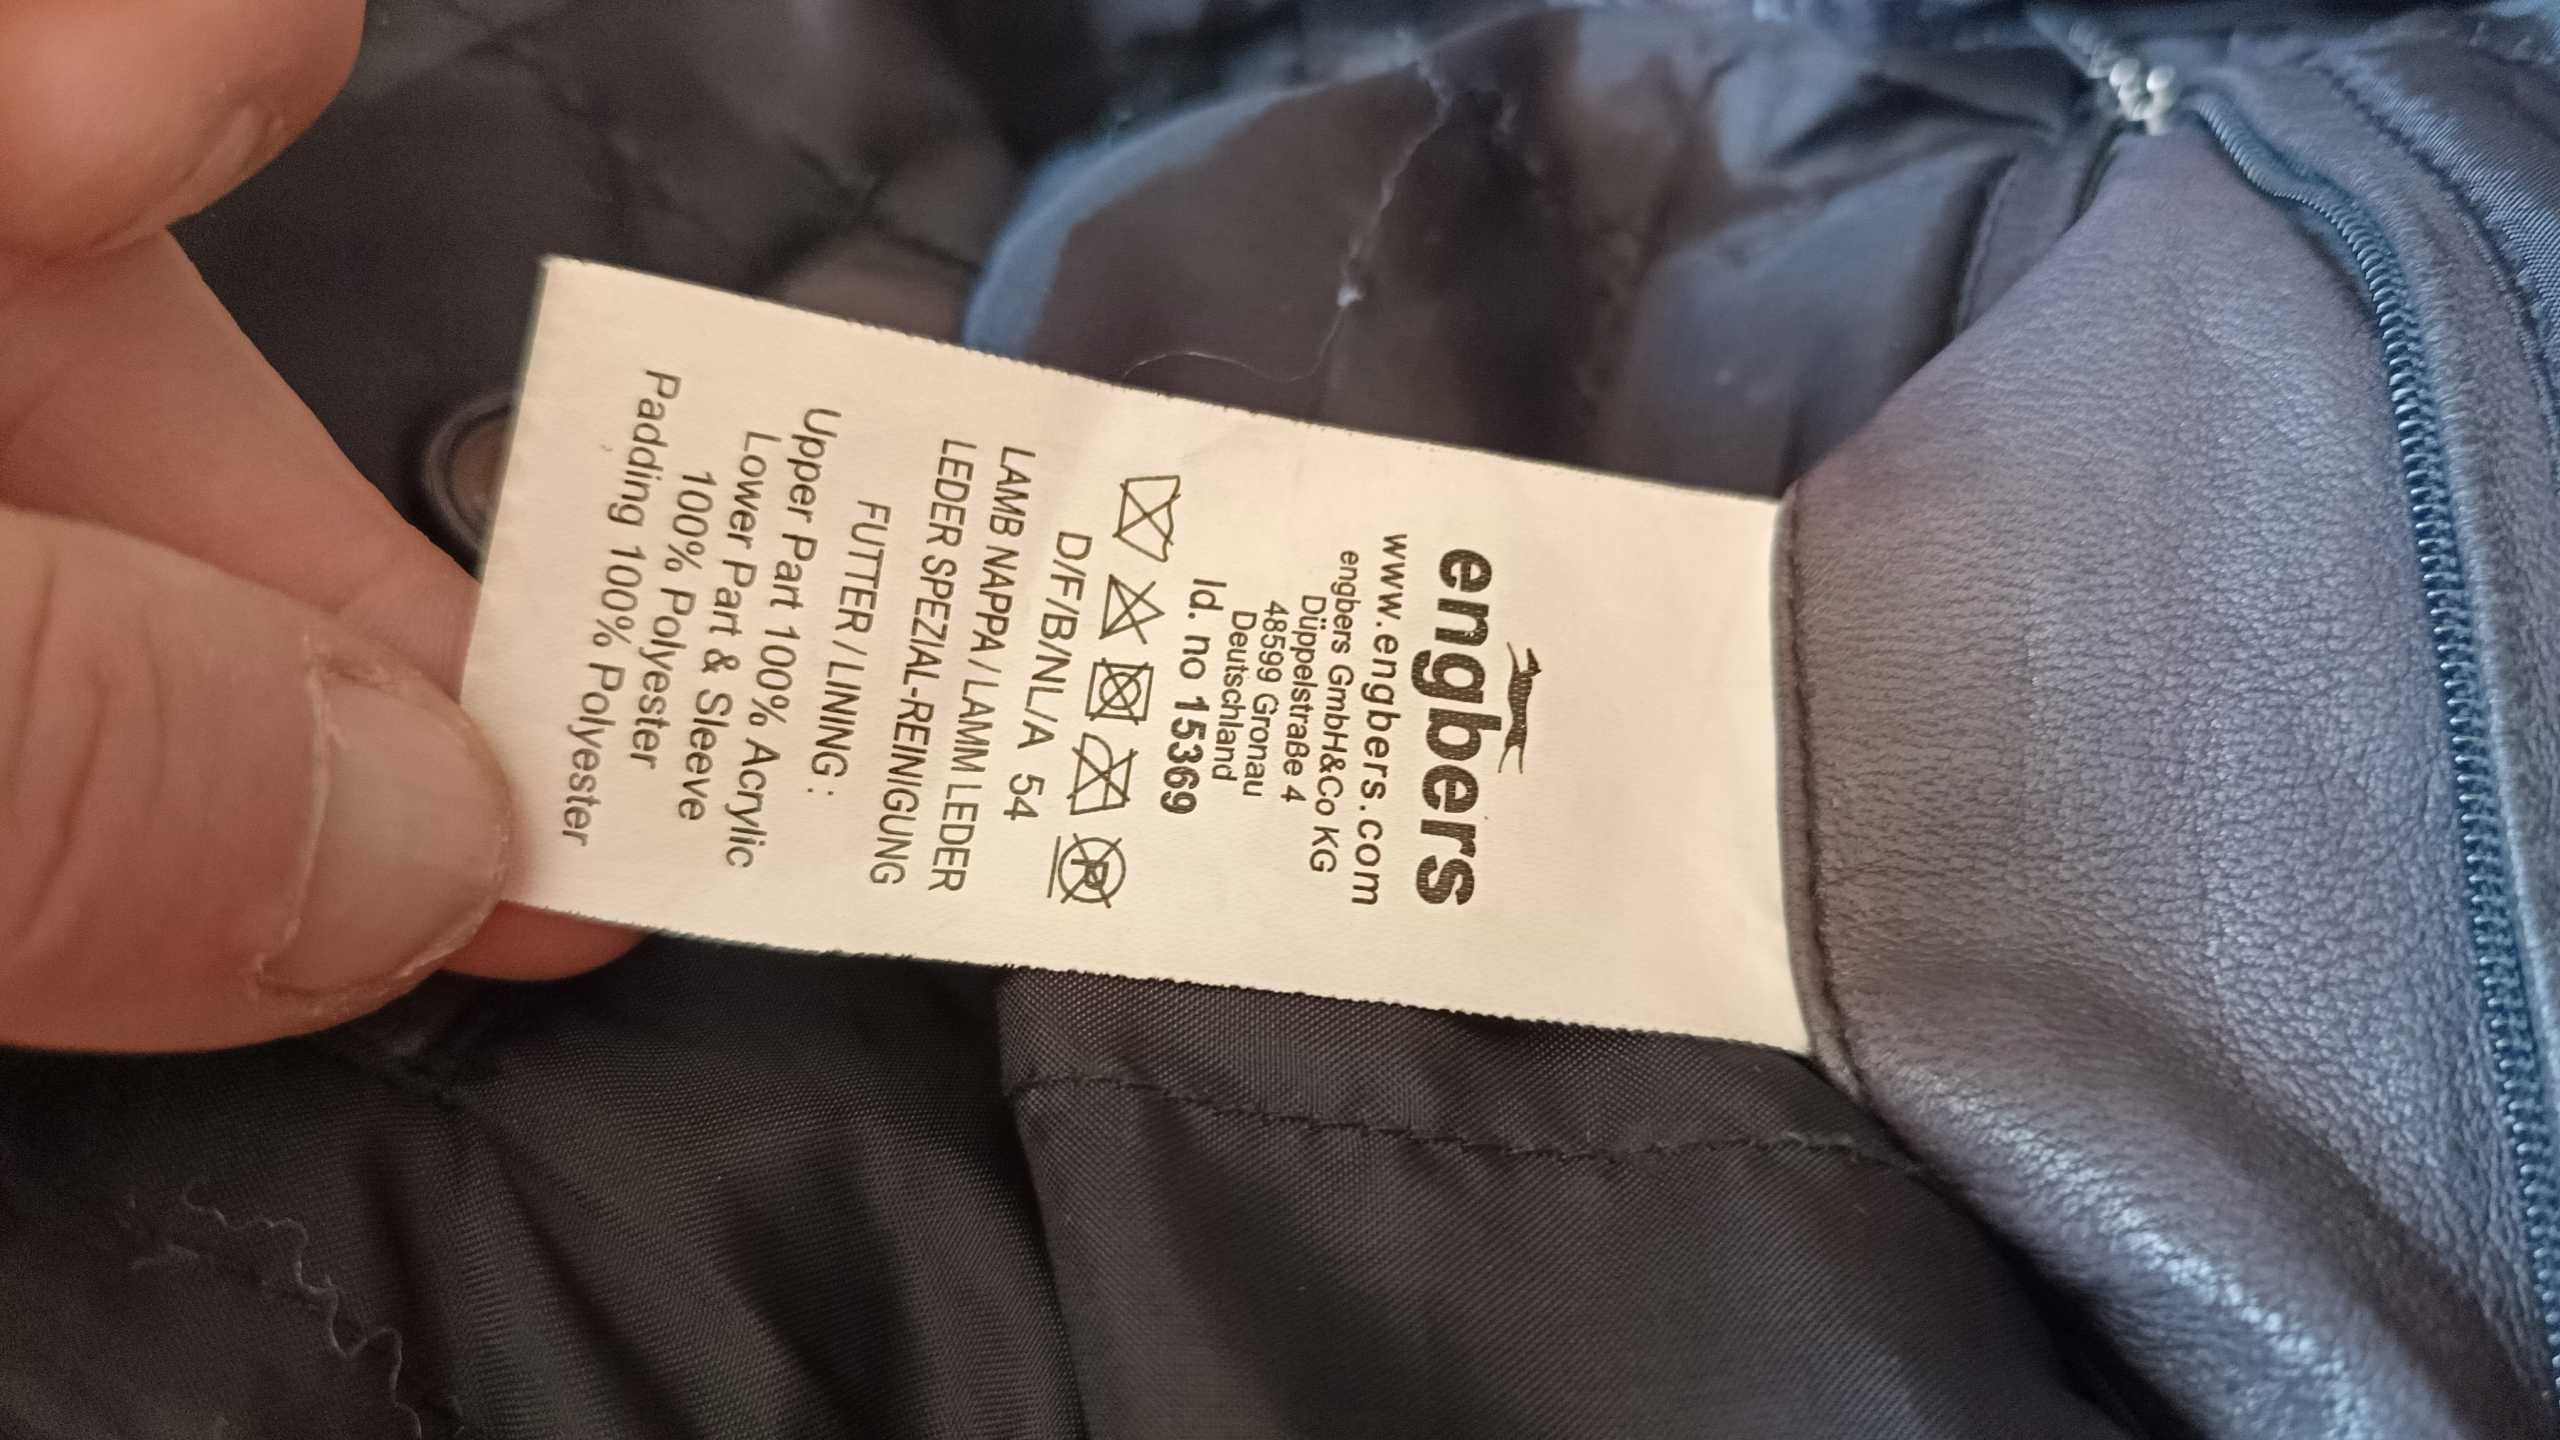 engbers
www.engbers.com
engbers GmbH&Co KG
Düppelstraße 4
48599 Gronau
Deutschland
Id. no 15369
P
D/F/B/NL/A 54
LAMB NAPPA / LAMM LEDER
LEDER SPEZIAL-REINIGUNG
FUTTER / LINING :
Upper Part 100% Acrylic
Lower Part & Sleeve
100% Polyester
Padding 100% Polyester